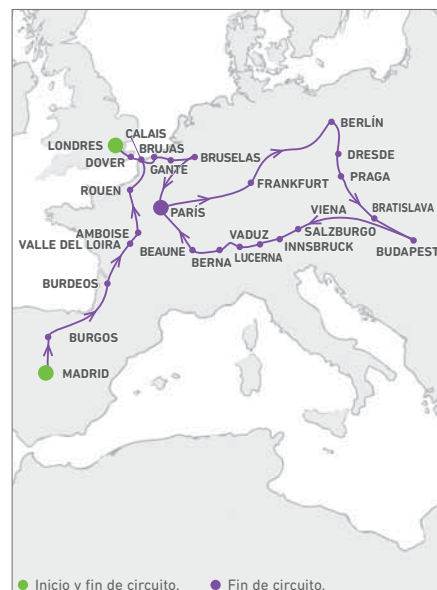 CALAIS
LONDRES
BRUJAS
DOVER
GANTE
BRUSELAS
BERLÍN
DRESDE
PRAGA
FRANKFURT
ROUEN
PARÍS
VIENA
BRATISLAVA
AMBOISE
VALLE DEL LOIRA
VADUZ
SALZBURGO
BUDAPEST
BEAUNE
BERNA
LUCERNA
INNSBRUCK
BURDEOS
BURGOS
MADRID
Inicio y fin de circuito.
Fin de circuito.